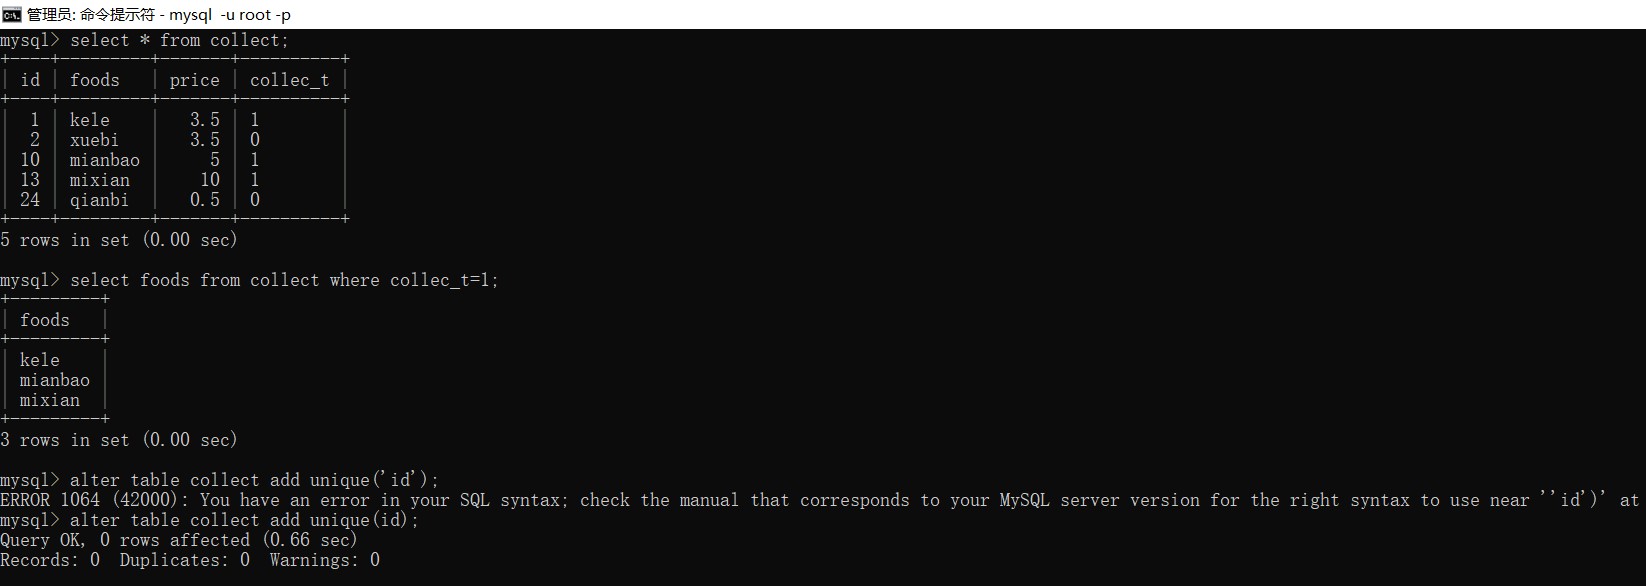 管理员: 命令提示符 - mysql  -u root -p
mysql> select * from collect;
+----+---------+-------+----------+
| id | foods   | price | collec_t |
+----+---------+-------+----------+
|  1 | kele    |   3.5 | 1        |
|  2 | xuebi   |   3.5 | 0        |
| 10 | mianbao |     5 | 1        |
| 13 | mixian  |    10 | 1        |
| 24 | qianbi  |   0.5 | 0        |
+----+---------+-------+----------+
5 rows in set (0.00 sec)
mysql> select foods from collect where collec_t=1;
+---------+
| foods   |
+---------+
| kele    |
| mianbao |
| mixian  |
+---------+
3 rows in set (0.00 sec)
mysql> alter table collect add unique('id');
ERROR 1064 (42000): You have an error in your SQL syntax; check the manual that corresponds to your MySQL server version for the right syntax to use near ''id')' at
mysql> alter table collect add unique(id);
Query OK, 0 rows affected (0.66 sec)
Records: 0  Duplicates: 0  Warnings: 0